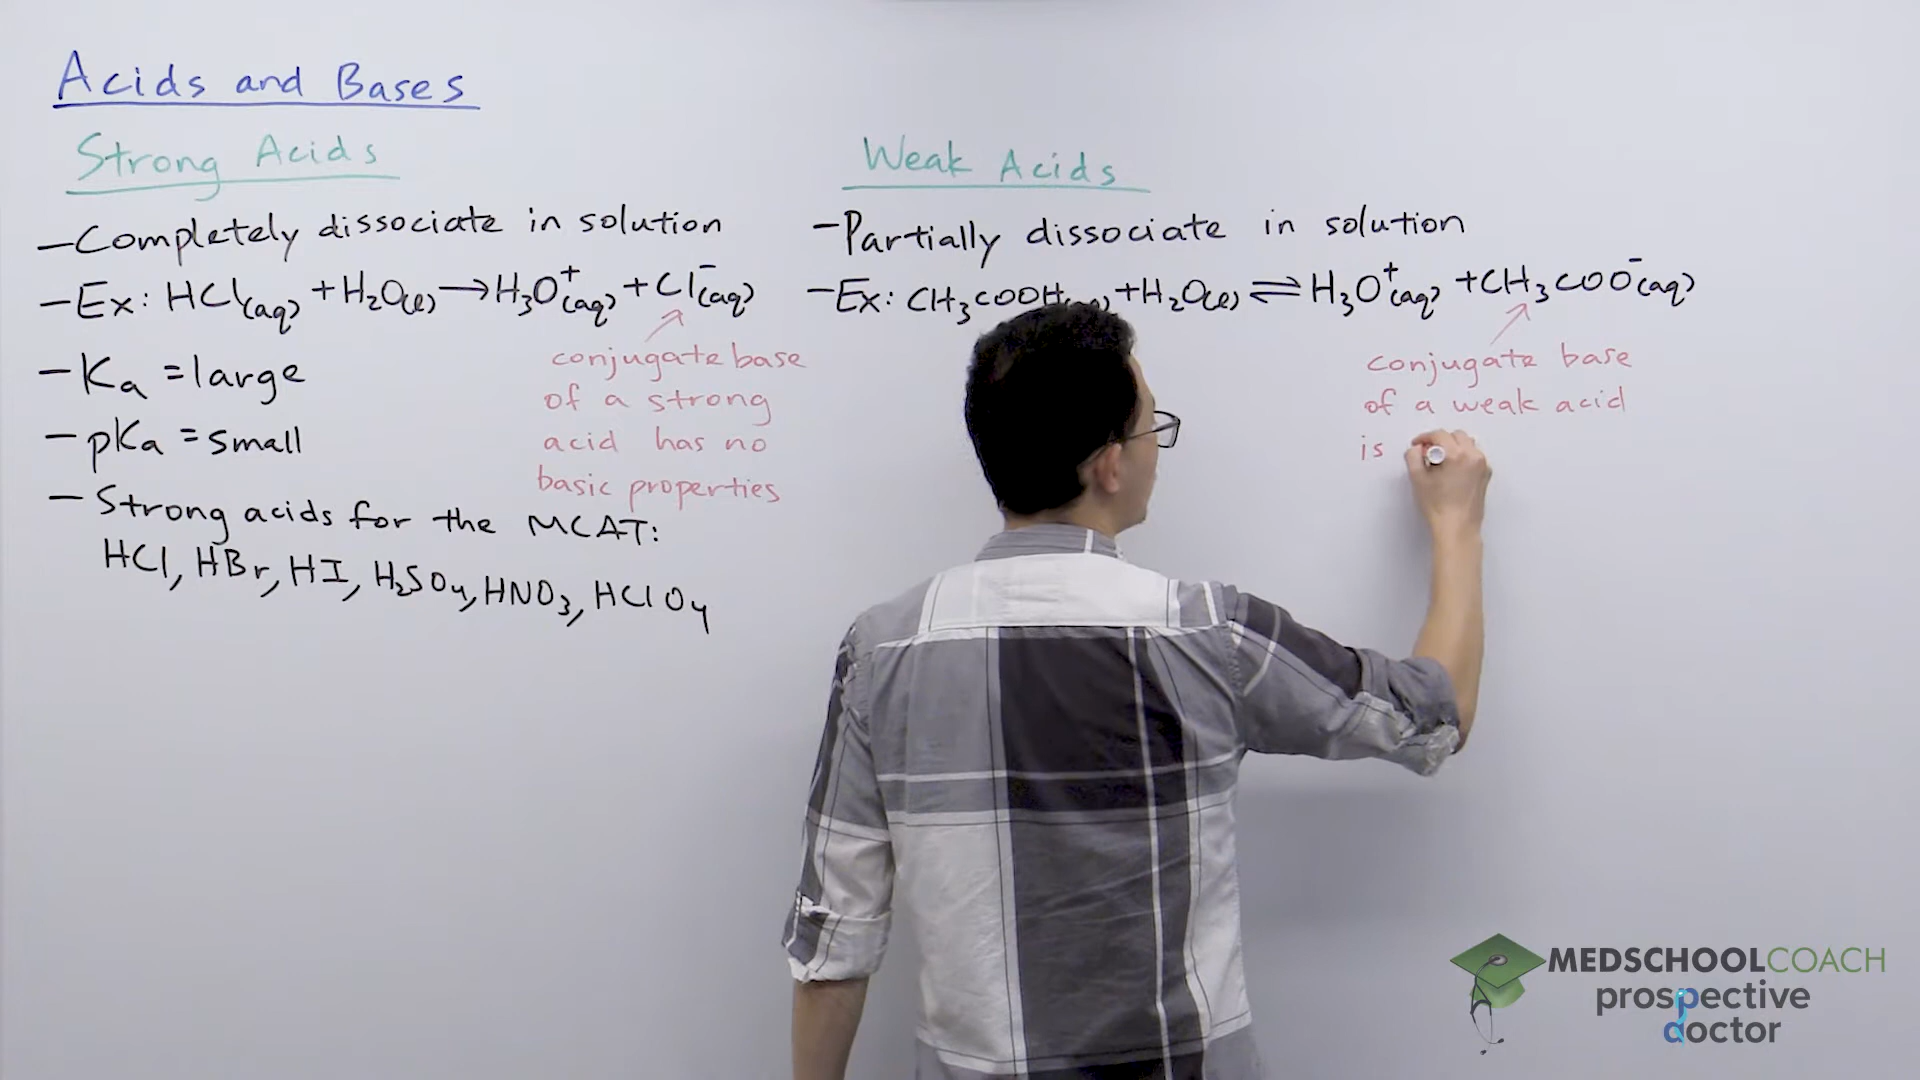 Acids and Bases
Strong Acids
-Completely dissociate in solution
-Ex: HCl(aq) +H₂O(l) → H₃O⁺(aq) +Cl⁻(aq)
conjugate base
of a strong
acid has no
basic properties
-Ka =large
-pKa =small
-Strong acids for the MCAT:
HCl, HBr, HI, H₂SO₄, HNO₃, HClO₄
Weak Acids
-Partially dissociate in solution
-Ex: CH₃COOH +H₂O(l) ⇌ H₃O⁺(aq) +CH₃COO⁻(aq)
conjugate base
of a weak acid
is
MEDSCHOOLCOACH
prospective
doctor